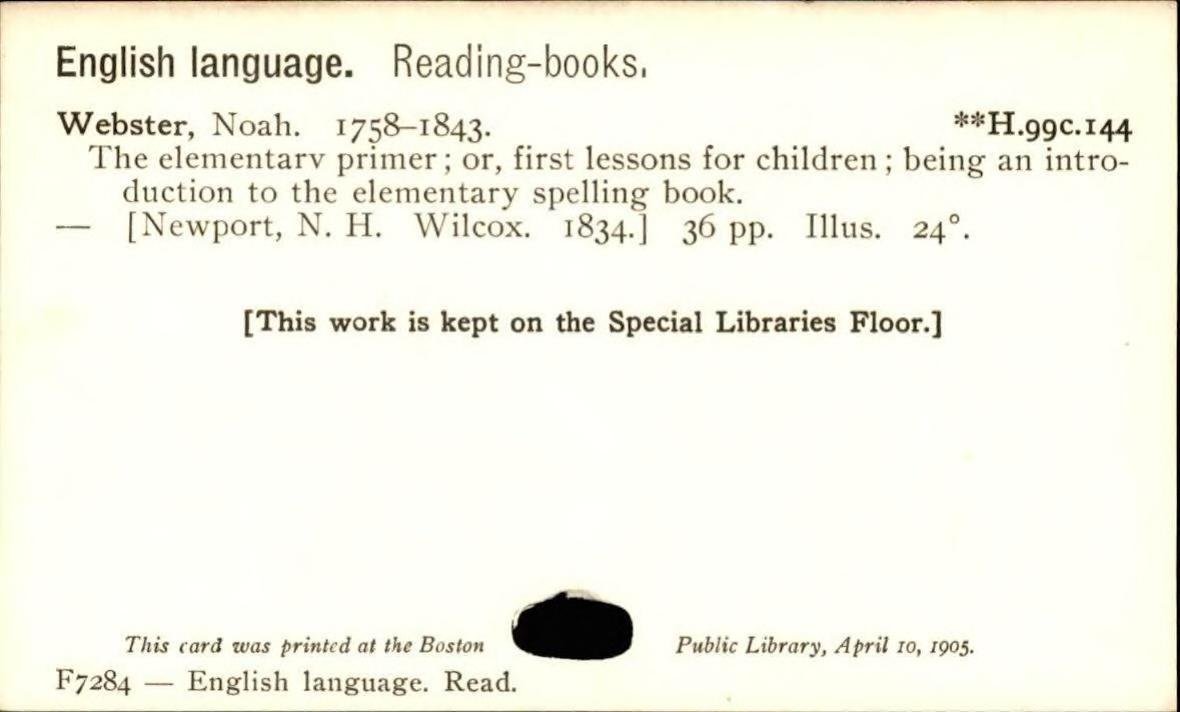 English language. Reading-books.
Webster, Noah. 1758–1843. **H.99c.144
The elementary primer; or, first lessons for children; being an intro-
duction to the elementary spelling book.
— [Newport, N. H. Wilcox. 1834.] 36 pp. Illus. 24°.
[This work is kept on the Special Libraries Floor.]
This card was printed at the Boston Public Library, April 10, 1905.
F7284 — English language. Read.